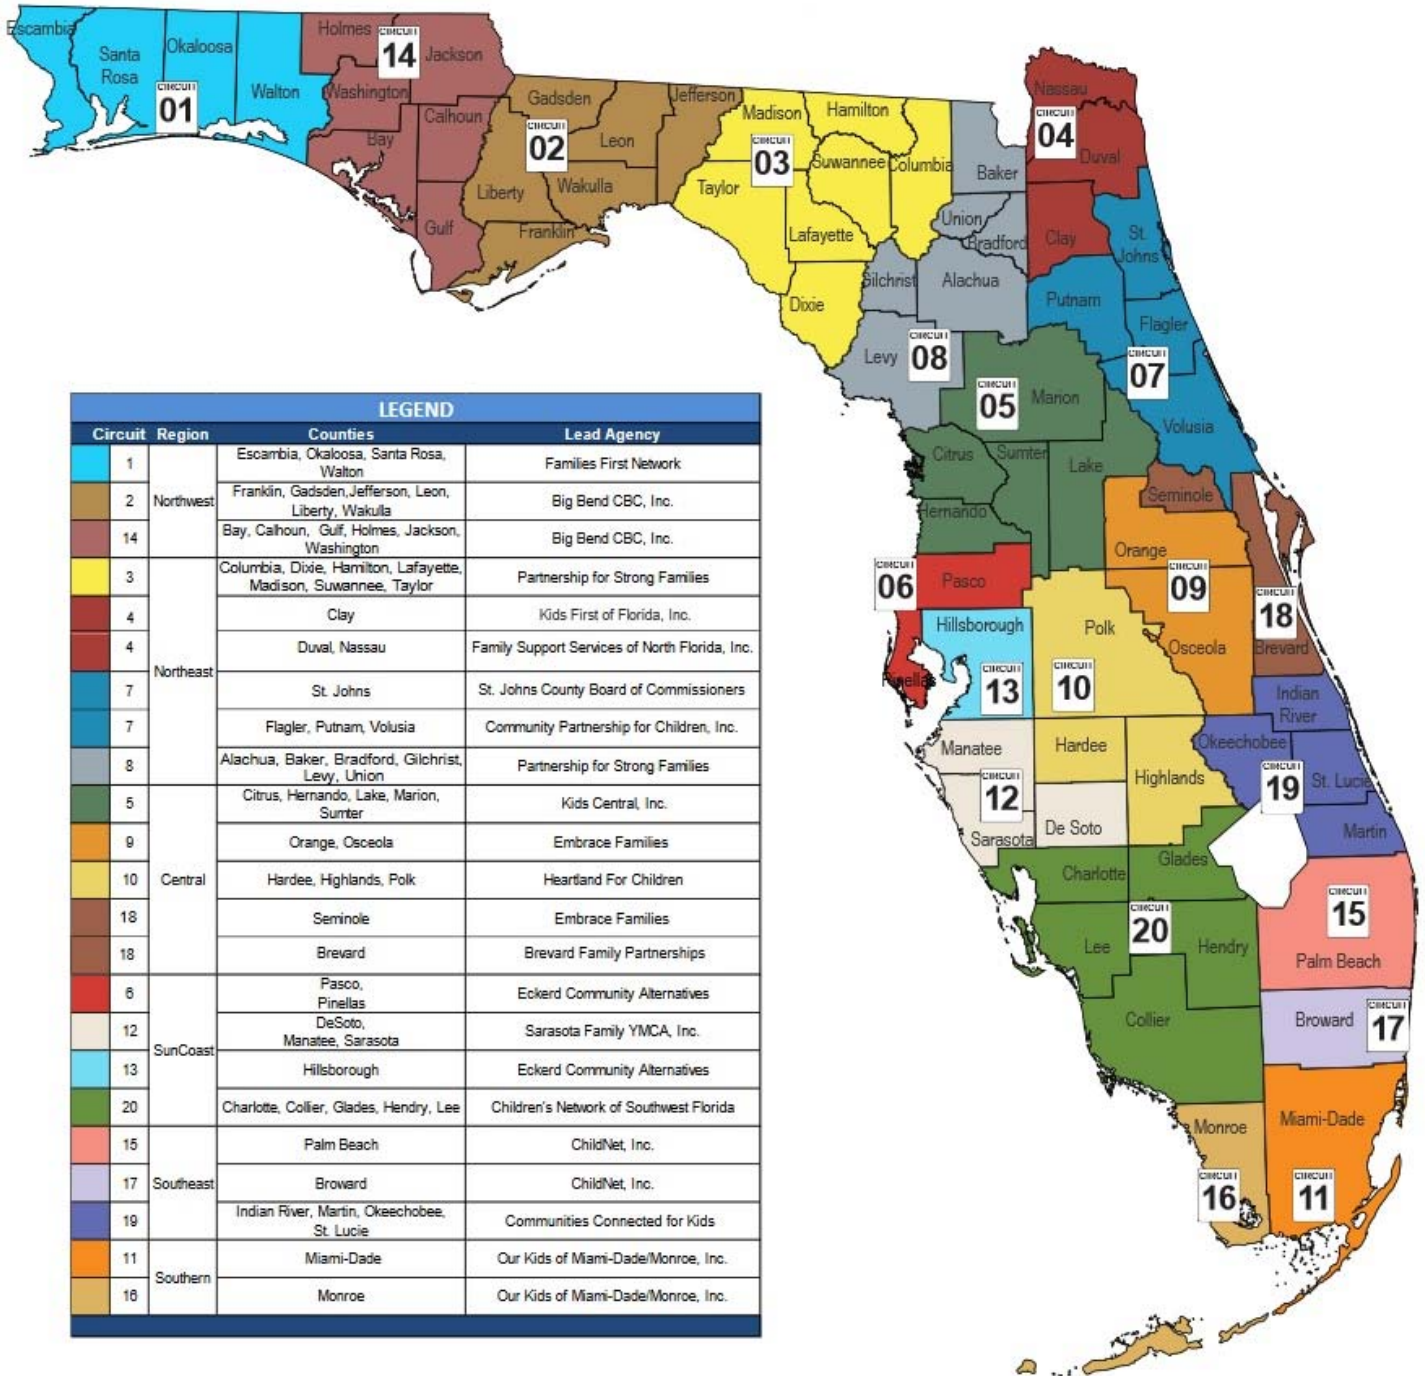 Escambia
Santa
Rosa
Okaloosa
Walton
CIRCUIT
01
Holmes
CIRCUIT
14
Jackson
Washington
Bay
Calhoun
Gulf
Gadsden
CIRCUIT
02
Leon
Jefferson
Liberty
Wakulla
Franklin
Madison
Hamilton
CIRCUIT
03
Suwannee
Columbia
Taylor
Lafayette
Dixie
Nassau
CIRCUIT
04
Duval
Clay
Baker
Union
Bradford
Gilchrist
Alachua
Levy
CIRCUIT
08
St.
Johns
Putnam
Flagler
CIRCUIT
07
Volusia
CIRCUIT
05
Marion
Citrus
Sumter
Lake
Hernando
Seminole
Orange
CIRCUIT
09
Osceola
CIRCUIT
18
Brevard
CIRCUIT
06
Pasco
Pinellas
Hillsborough
CIRCUIT
13
Polk
CIRCUIT
10
Hardee
Highlands
Manatee
CIRCUIT
12
Sarasota
De Soto
Indian
River
Okeechobee
CIRCUIT
19
St. Lucie
Martin
Charlotte
Glades
CIRCUIT
20
Lee
Hendry
Collier
CIRCUIT
15
Palm Beach
Broward
CIRCUIT
17
Monroe
CIRCUIT
16
Miami-Dade
CIRCUIT
11
LEGEND
Circuit Region Counties Lead Agency
1 Escambia, Okaloosa, Santa Rosa, Walton Families First Network
Northwest
2 Franklin, Gadsden,Jefferson, Leon, Liberty, Wakulla Big Bend CBC, Inc.
14 Bay, Calhoun, Gulf, Holmes, Jackson, Washington Big Bend CBC, Inc.
3 Columbia, Dixie, Hamilton, Lafayette, Madison, Suwannee, Taylor Partnership for Strong Families
4 Clay Kids First of Florida, Inc.
4 Duval, Nassau Family Support Services of North Florida, Inc.
Northeast
7 St. Johns St. Johns County Board of Commissioners
7 Flagler, Putnam, Volusia Community Partnership for Children, Inc.
8 Alachua, Baker, Bradford, Gilchrist, Levy, Union Partnership for Strong Families
5 Citrus, Hernando, Lake, Marion, Sumter Kids Central, Inc.
9 Orange, Osceola Embrace Families
10 Central Hardee, Highlands, Polk Heartland For Children
18 Seminole Embrace Families
18 Brevard Brevard Family Partnerships
6 Pasco, Pinellas Eckerd Community Alternatives
12 DeSoto, Manatee, Sarasota Sarasota Family YMCA, Inc.
SunCoast
13 Hillsborough Eckerd Community Alternatives
20 Charlotte, Collier, Glades, Hendry, Lee Children's Network of Southwest Florida
15 Palm Beach ChildNet, Inc.
17 Southeast Broward ChildNet, Inc.
19 Indian River, Martin, Okeechobee, St. Lucie Communities Connected for Kids
11 Miami-Dade Our Kids of Miami-Dade/Monroe, Inc.
Southern
16 Monroe Our Kids of Miami-Dade/Monroe, Inc.